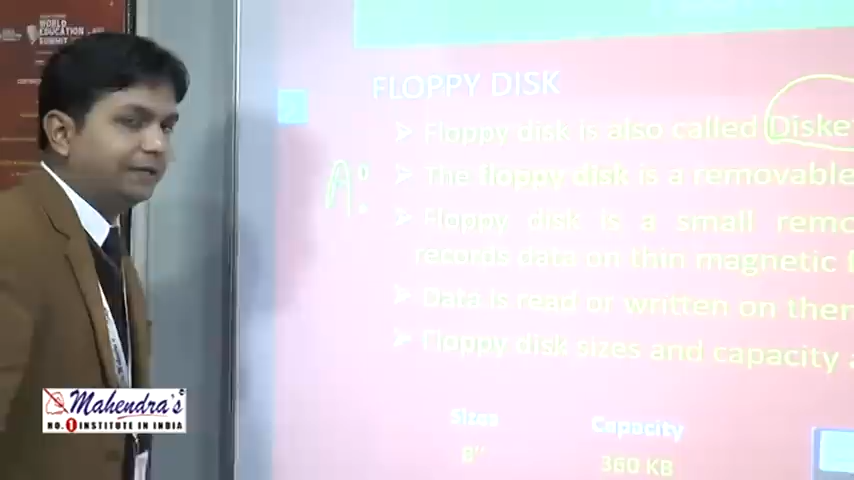 WORLD
EDUCATION
SUMMIT
FLOPPY DISK
➤ Floppy disk is also called Diske
A:
➤ The floppy disk is a removable
➤ Floppy disk is a small remo
records data on thin magnetic f
➤ Data is read or written on them
➤ Floppy disk sizes and capacity a
Sizes Capacity
8" 360 KB
Mahendra's
NO. 1 INSTITUTE IN INDIA